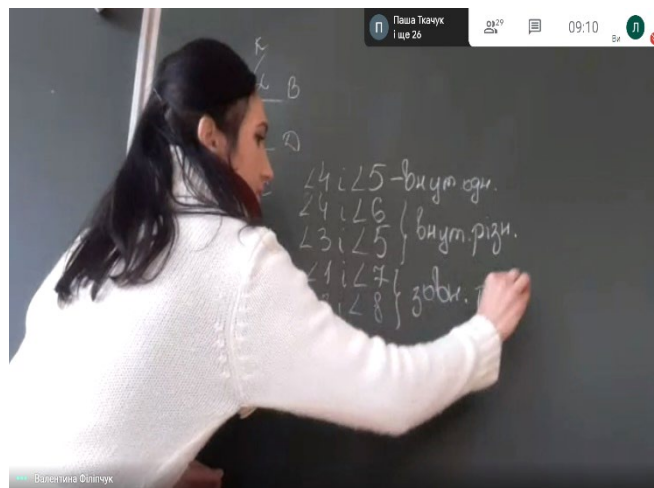 Паша Ткачук
і ще 26
29
09:10
Ви
Л
П
К
В
D
∠4 і ∠5 – внут. одн.
∠4 і ∠6
∠3 і ∠5 } внут. різн.
∠1 і ∠7
і ∠8 } зовн.
Валентина Філіпчук